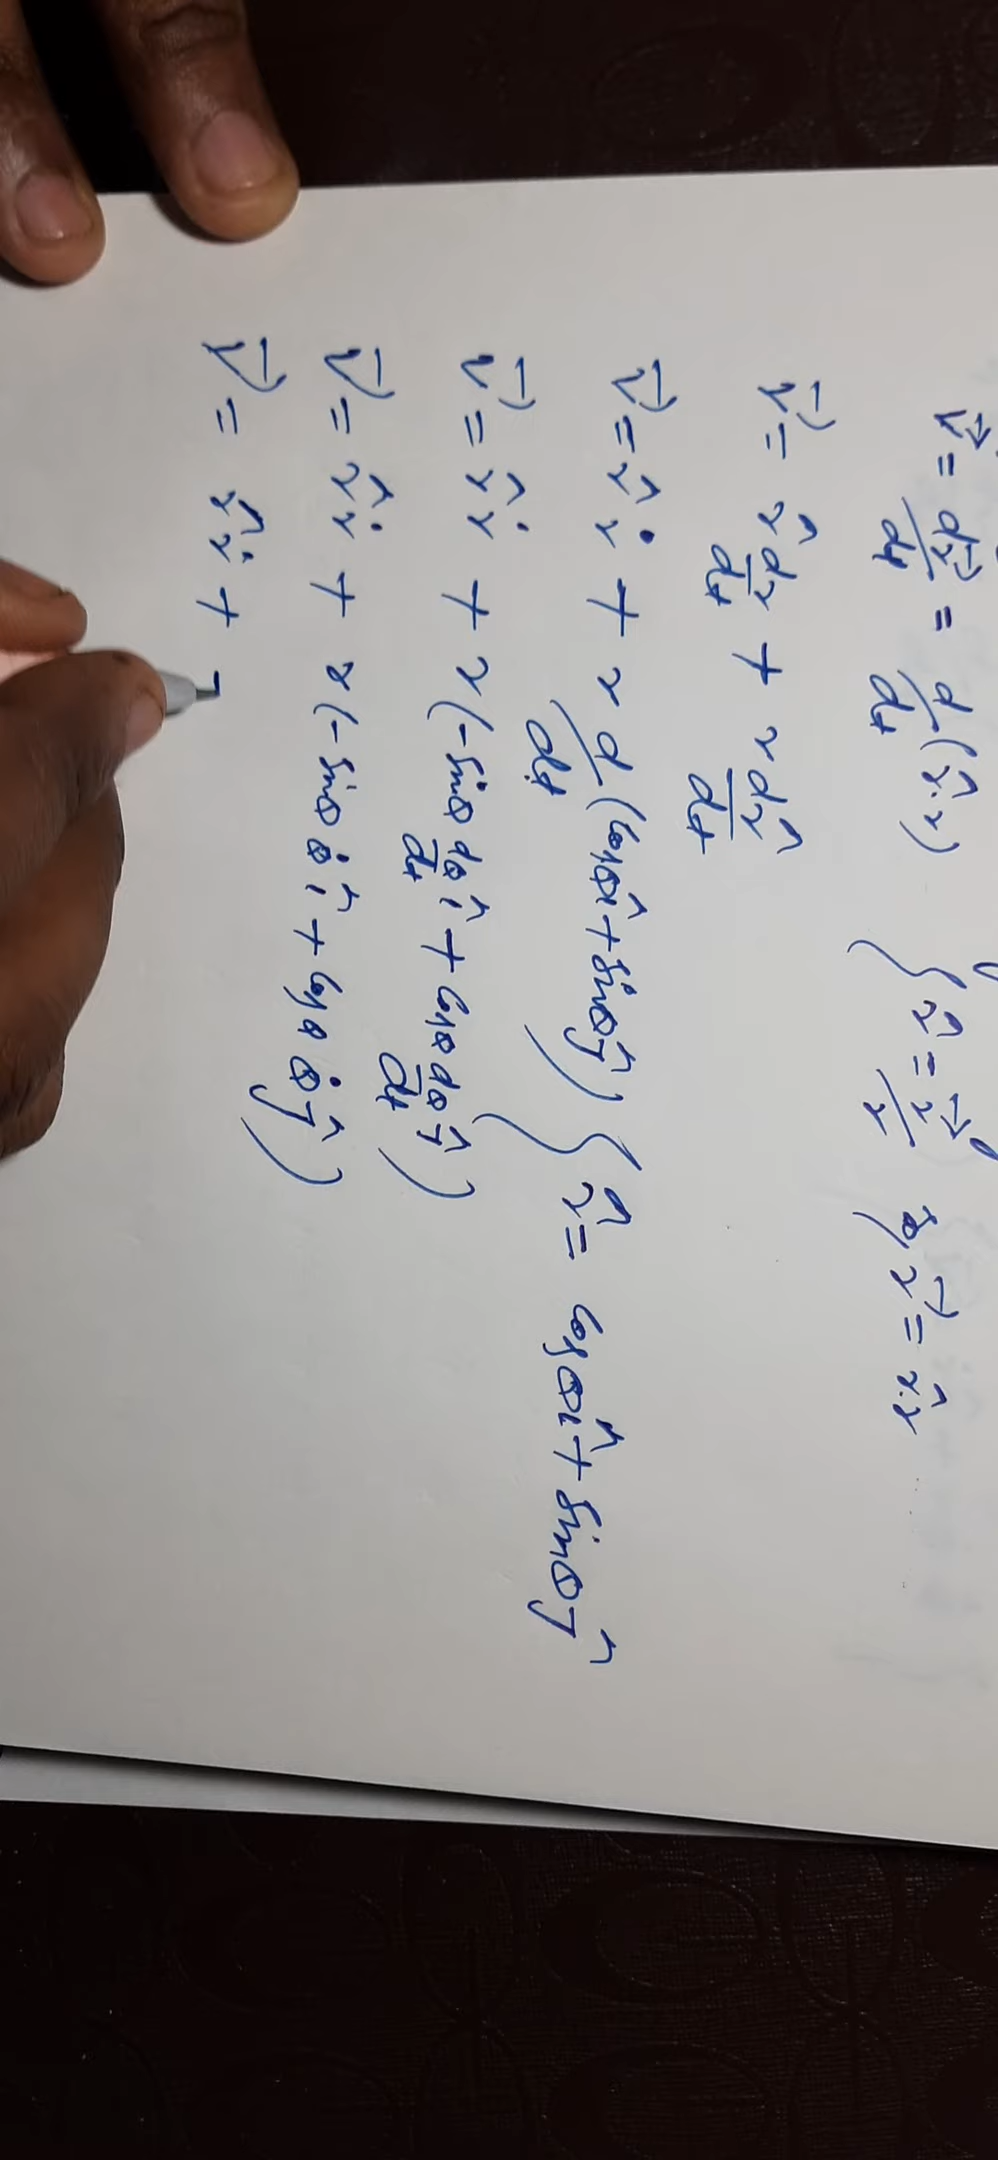 v⃗ = dr⃗/dt = d/dt (r̂.r) { r̂ = r⃗/r ⇒ r⃗ = r̂.r
v⃗ = r̂ dr/dt + r dr̂/dt
v⃗ = r̂ ṙ + r d/dt (cosθî + sinθĵ) { r̂ = cosθî + sinθĵ
v⃗ = r̂ ṙ + r(-sinθ dθ/dt î + cosθ dθ/dt ĵ)
v⃗ = r̂ ṙ + r(-sinθ θ̇ î + cosθ θ̇ ĵ)
v⃗ = r̂ ṙ +